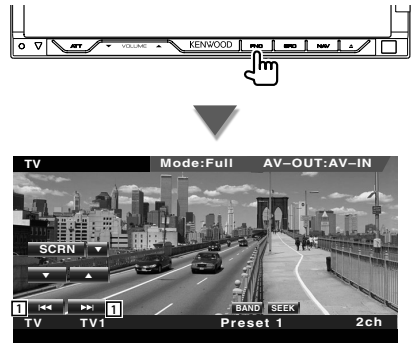 ATT VOLUME KENWOOD FNC SRC NAV
TV Mode:Full AV–OUT:AV–IN
SCRN
1 1
BAND SEEK
TV TV1 Preset 1 2ch